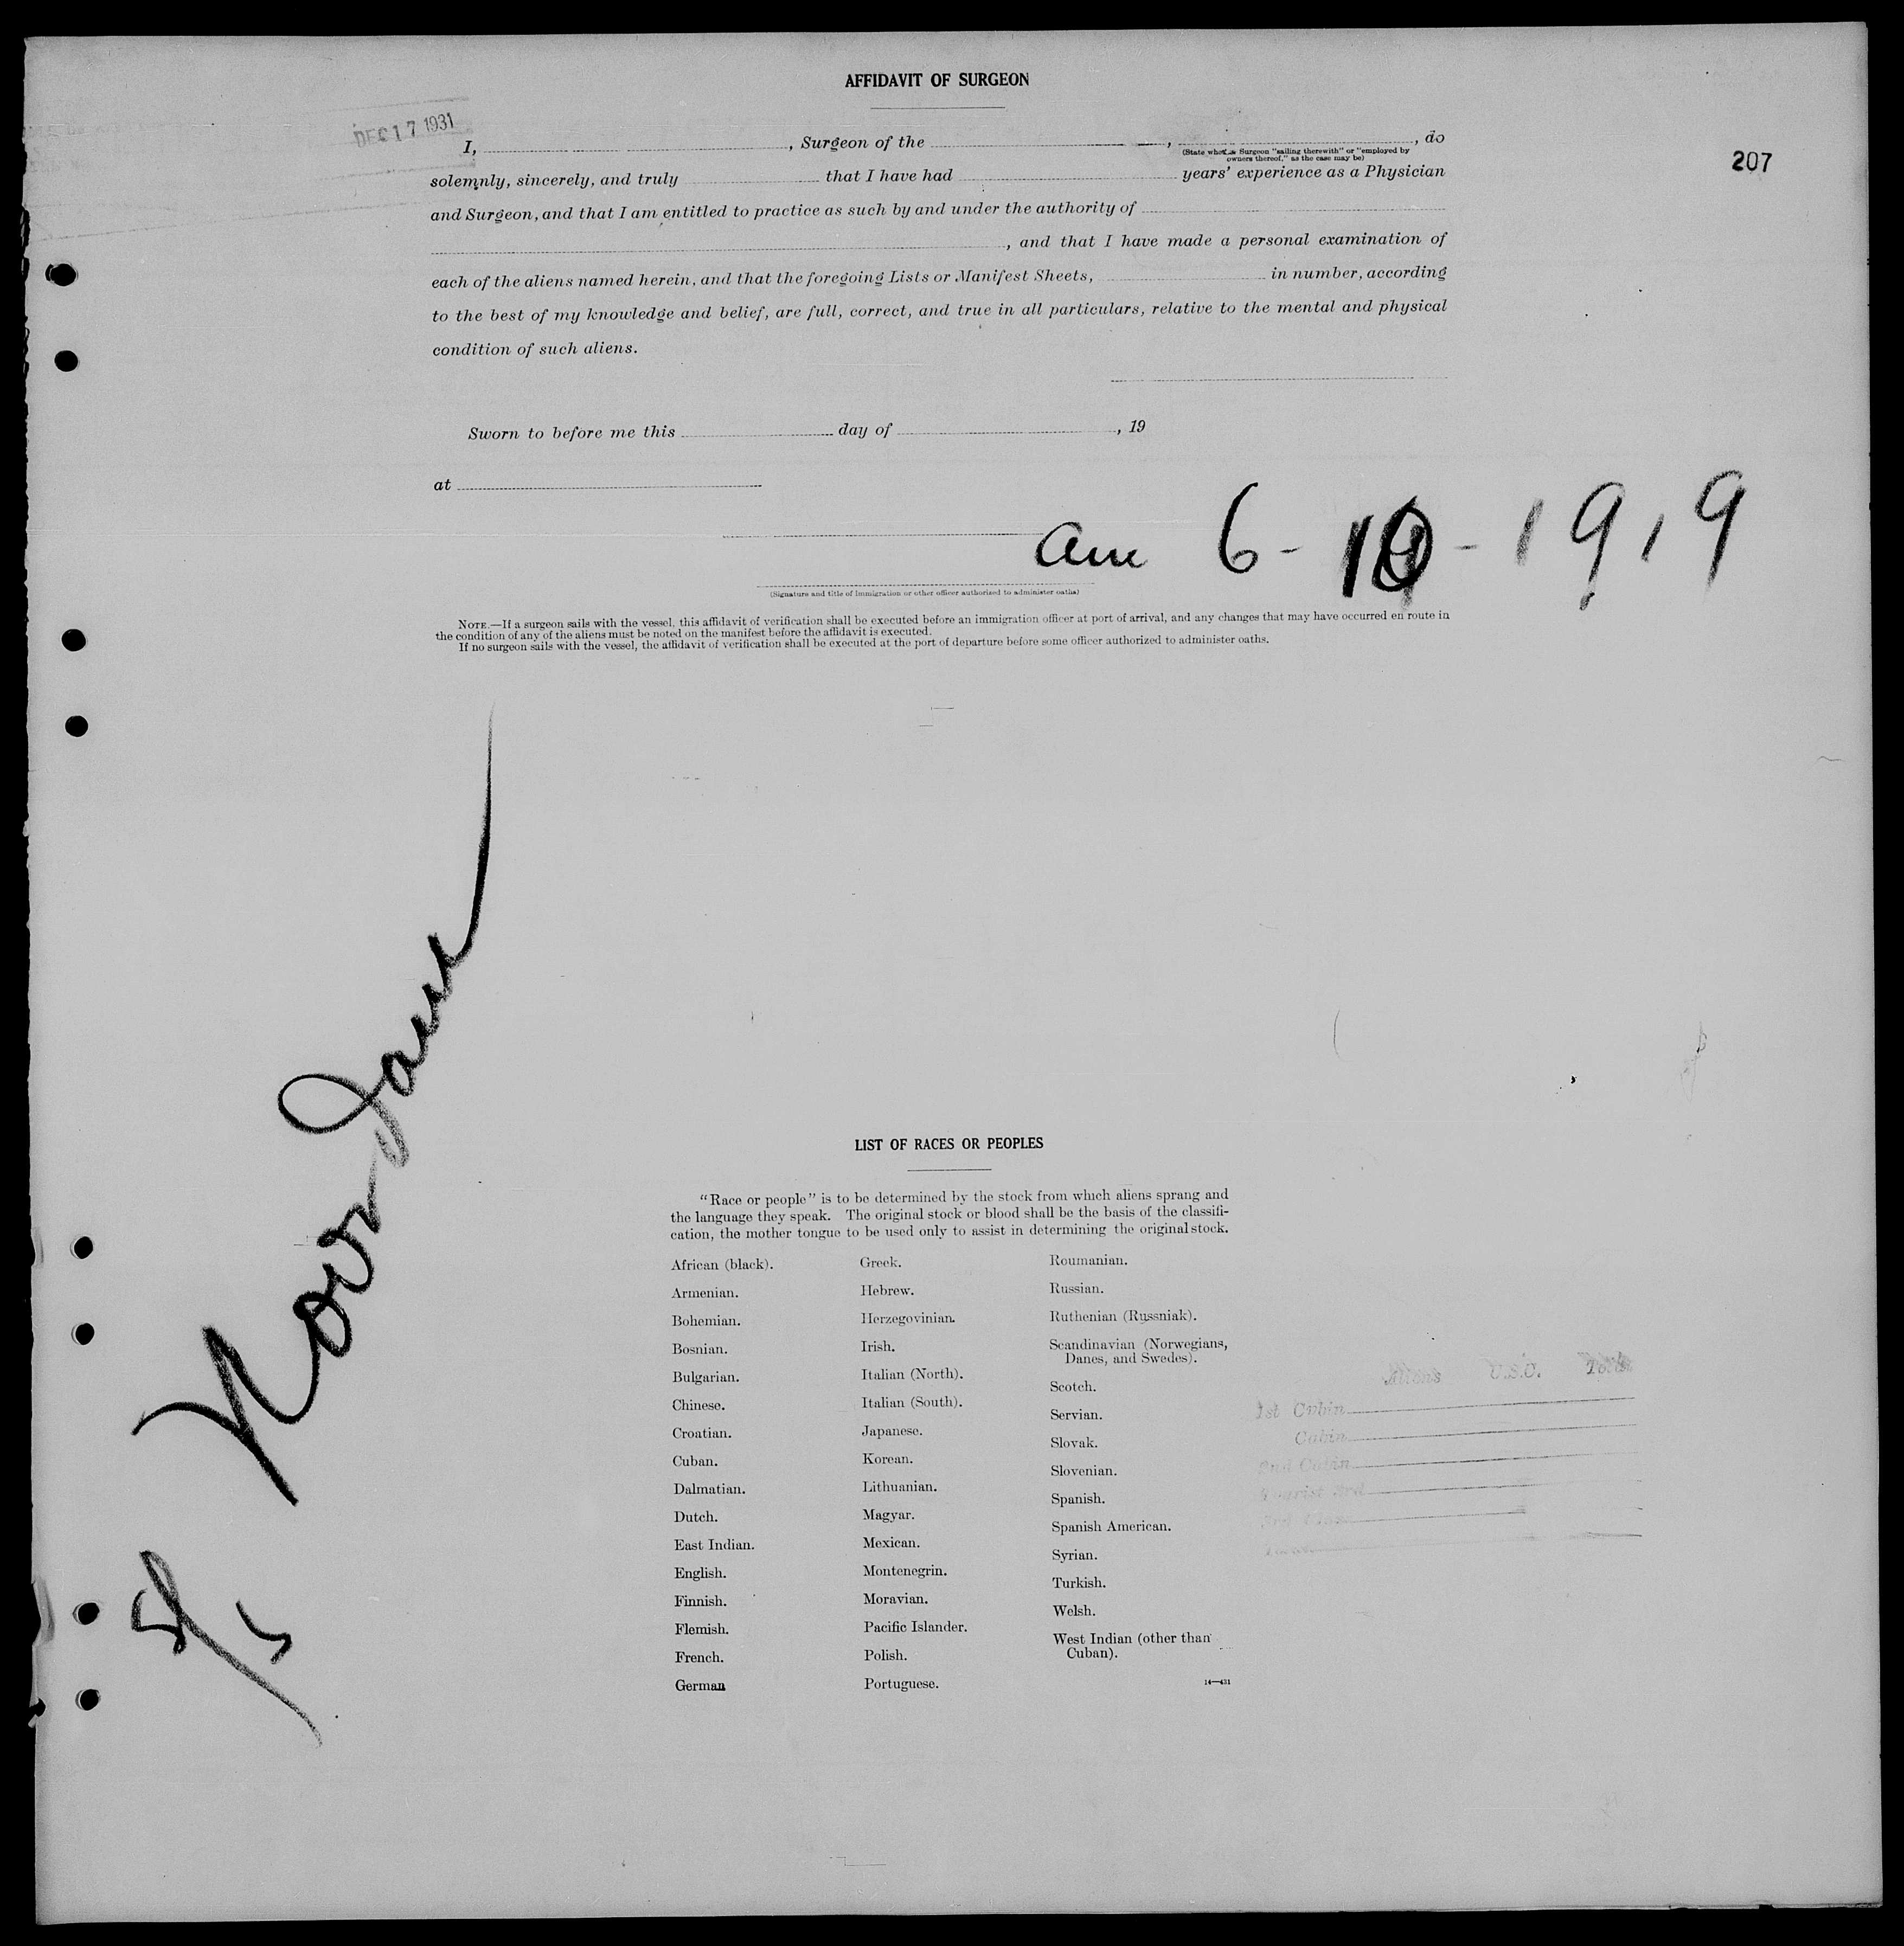 AFFIDAVIT OF SURGEON
DEC 17 1931
I, , Surgeon of the , , do
(State whether Surgeon "sailing therewith" or "employed by
owners thereof," as the case may be)
207
solemnly, sincerely, and truly that I have had years' experience as a Physician
and Surgeon, and that I am entitled to practice as such by and under the authority of
, and that I have made a personal examination of
each of the aliens named herein, and that the foregoing Lists or Manifest Sheets, in number, according
to the best of my knowledge and belief, are full, correct, and true in all particulars, relative to the mental and physical
condition of such aliens.
Sworn to before me this day of , 19
at
Arr 6 - 10 - 1919
(Signature and title of Immigration or other officer authorized to administer oaths)
NOTE.—If a surgeon sails with the vessel, this affidavit of verification shall be executed before an immigration officer at port of arrival, and any changes that may have occurred en route in
the condition of any of the aliens must be noted on the manifest before the affidavit is executed.
If no surgeon sails with the vessel, the affidavit of verification shall be executed at the port of departure before some officer authorized to administer oaths.
S/S Noordam
LIST OF RACES OR PEOPLES
"Race or people" is to be determined by the stock from which aliens sprang and
the language they speak. The original stock or blood shall be the basis of the classifi-
cation, the mother tongue to be used only to assist in determining the original stock.
African (black).
Armenian.
Bohemian.
Bosnian.
Bulgarian.
Chinese.
Croatian.
Cuban.
Dalmatian.
Dutch.
East Indian.
English.
Finnish.
Flemish.
French.
German
Greek.
Hebrew.
Herzegovinian.
Irish.
Italian (North).
Italian (South).
Japanese.
Korean.
Lithuanian.
Magyar.
Mexican.
Montenegrin.
Moravian.
Pacific Islander.
Polish.
Portuguese.
Roumanian.
Russian.
Ruthenian (Russniak).
Scandinavian (Norwegians,
Danes, and Swedes).
Scotch.
Servian.
Slovak.
Slovenian.
Spanish.
Spanish American.
Syrian.
Turkish.
Welsh.
West Indian (other than
Cuban).
14—431
Aliens U.S.C. Total
1st Cabin
Cabin
2nd Cabin
Tourist 3rd
3rd Class